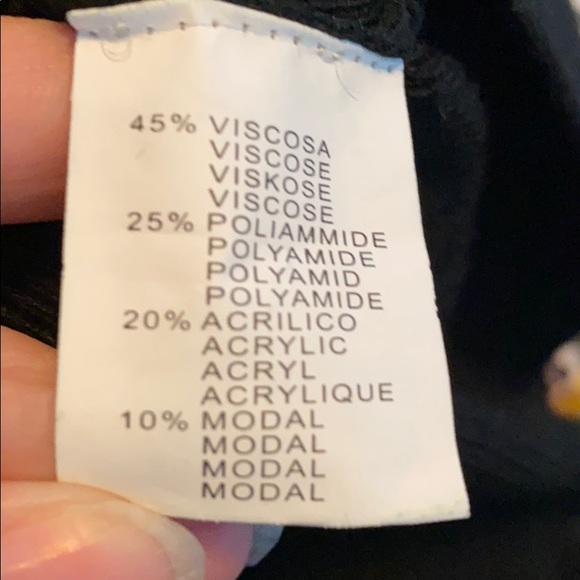 45% VISCOSA
VISCOSE
VISKOSE
VISCOSE
25% POLIAMMIDE
POLYAMIDE
POLYAMID
POLYAMIDE
20% ACRILICO
ACRYLIC
ACRYL
ACRYLIQUE
10% MODAL
MODAL
MODAL
MODAL